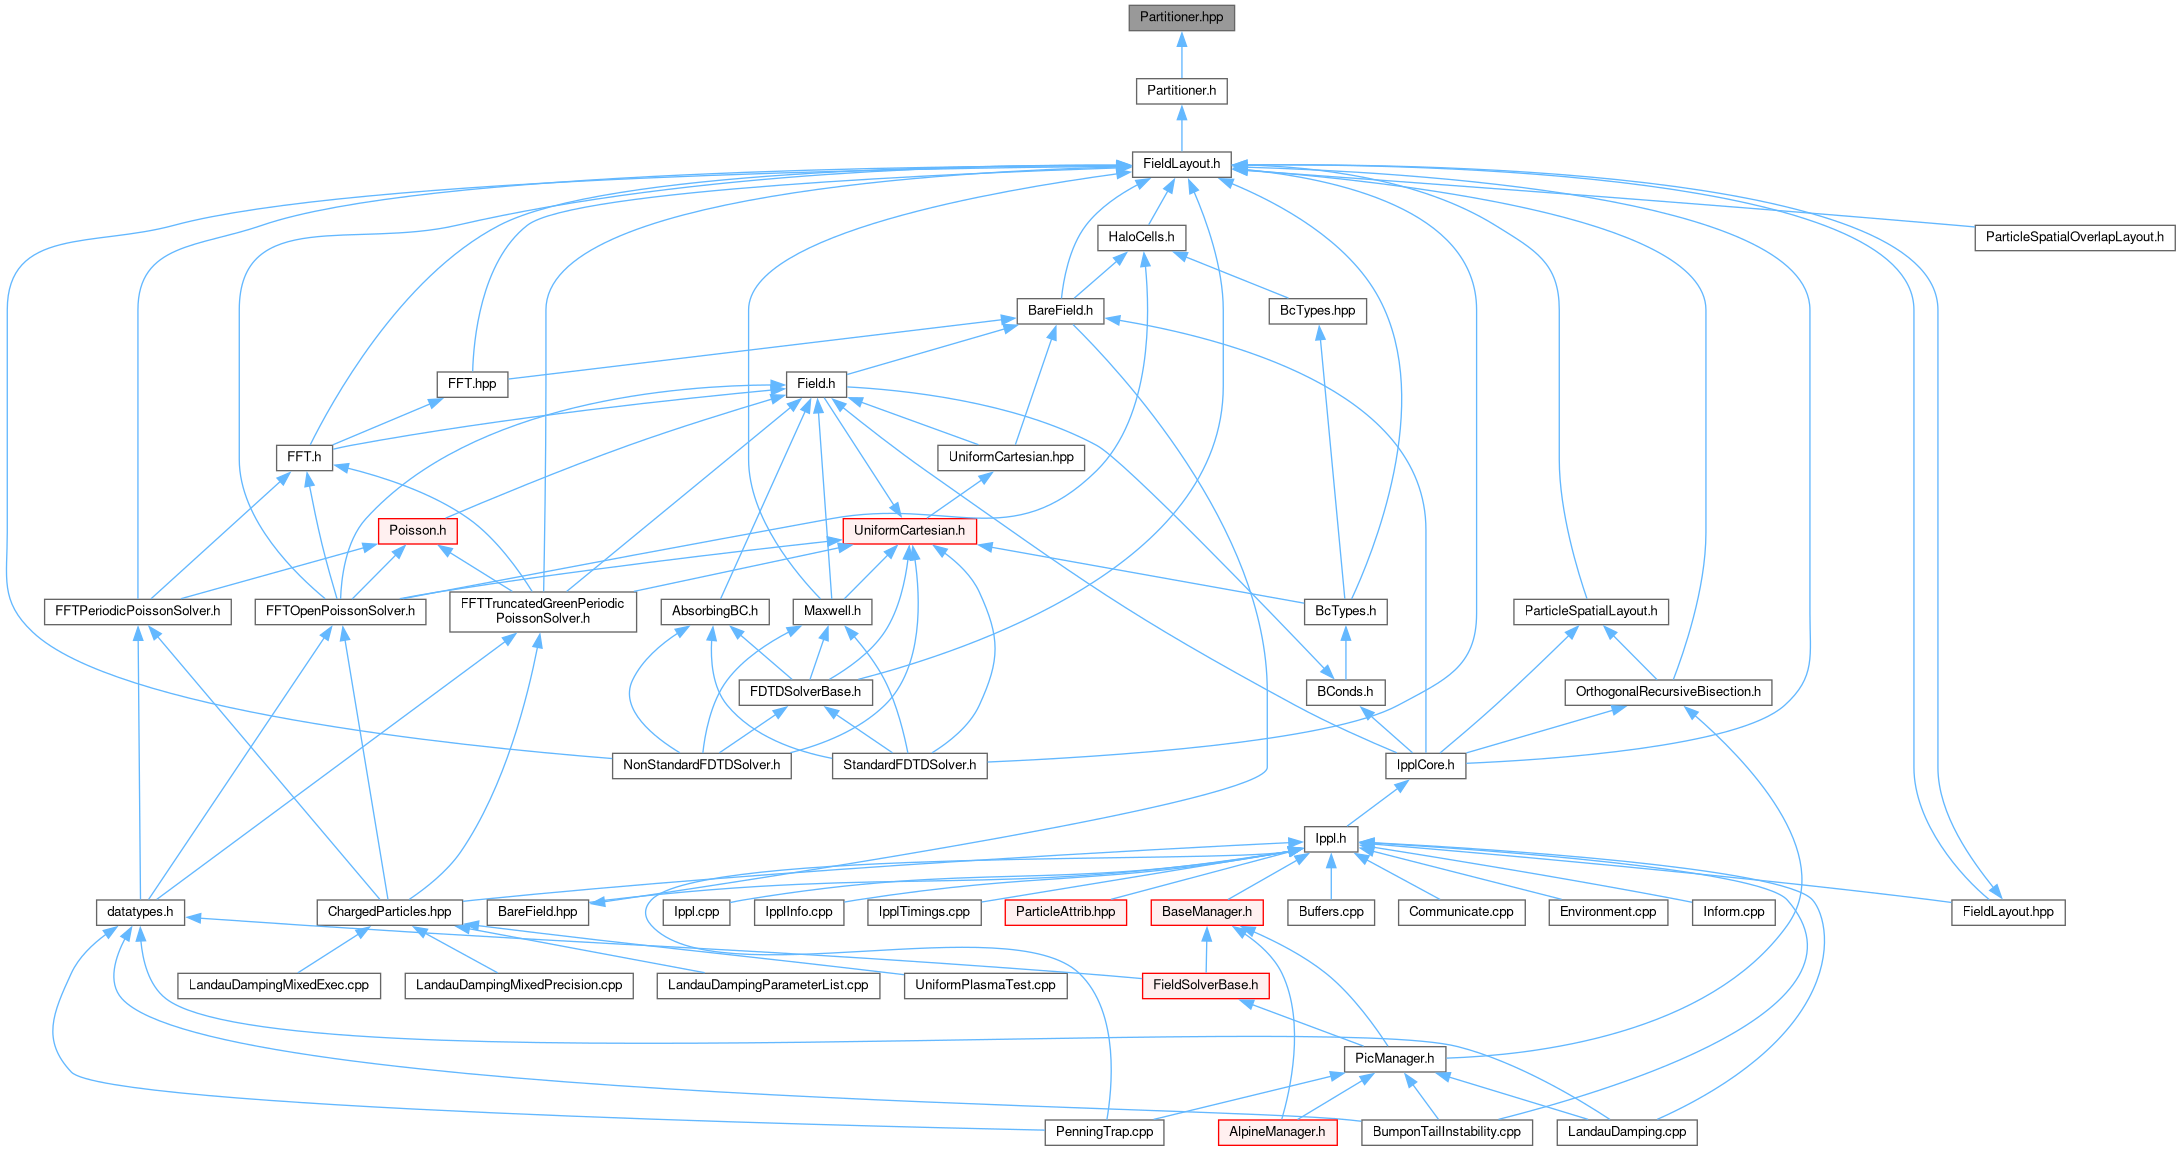 Partitioner.hpp
Partitioner.h
FieldLayout.h
HaloCells.h
ParticleSpatialOverlapLayout.h
BareField.h
BcTypes.hpp
FFT.hpp
Field.h
FFT.h
UniformCartesian.hpp
Poisson.h
UniformCartesian.h
FFTPeriodicPoissonSolver.h
FFTOpenPoissonSolver.h
FFTTruncatedGreenPeriodic
PoissonSolver.h
AbsorbingBC.h
Maxwell.h
BcTypes.h
ParticleSpatialLayout.h
FDTDSolverBase.h
BConds.h
OrthogonalRecursiveBisection.h
NonStandardFDTDSolver.h
StandardFDTDSolver.h
IpplCore.h
Ippl.h
datatypes.h
ChargedParticles.hpp
BareField.hpp
Ippl.cpp
IpplInfo.cpp
IpplTimings.cpp
ParticleAttrib.hpp
BaseManager.h
Buffers.cpp
Communicate.cpp
Environment.cpp
Inform.cpp
FieldLayout.hpp
LandauDampingMixedExec.cpp
LandauDampingMixedPrecision.cpp
LandauDampingParameterList.cpp
UniformPlasmaTest.cpp
FieldSolverBase.h
PicManager.h
PenningTrap.cpp
AlpineManager.h
BumponTailInstability.cpp
LandauDamping.cpp